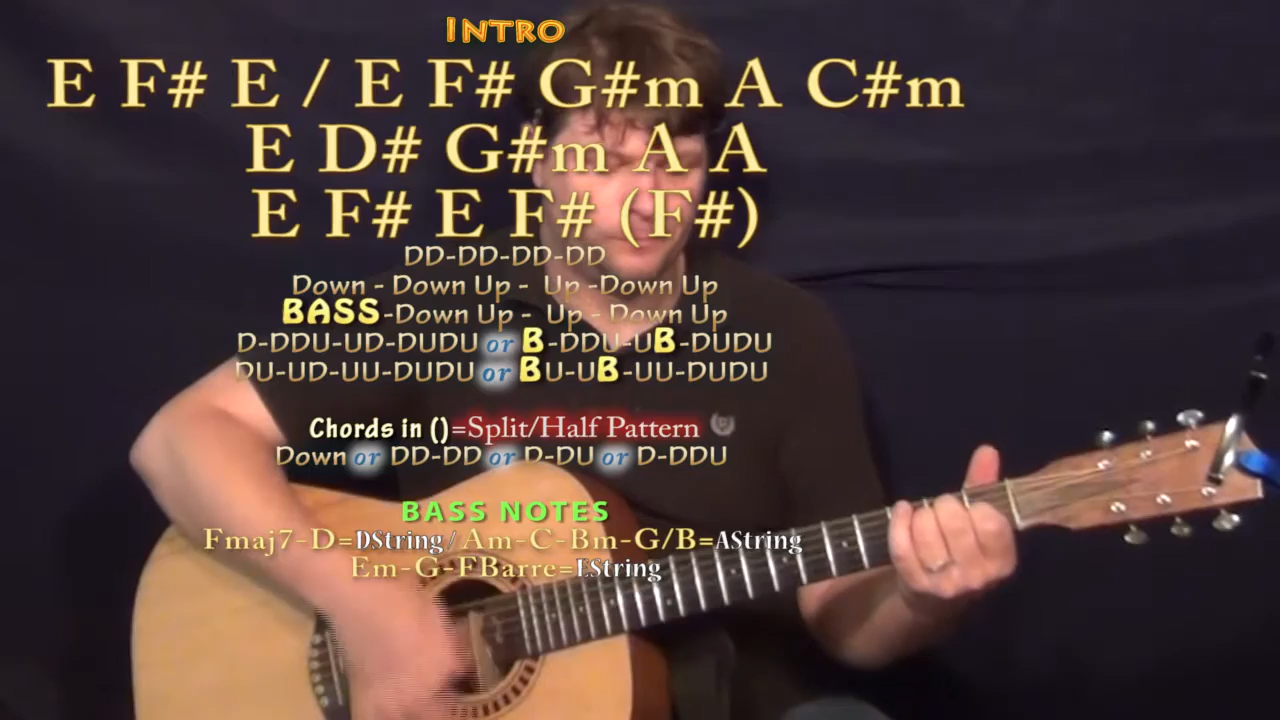 INTRO
E F# E / E F# G#m A C#m
E D# G#m A A
E F# E F# (F#)
DD-DD-DD-DD
Down - Down Up - Up -Down Up
BASS-Down Up - Up - Down Up
D-DDU-UD-DUDU or B-DDU-UB-DUDU
DU-UD-UU-DUDU or BU-UB-UU-DUDU
Chords in ()=Split/Half Pattern
Down or DD-DD or D-DU or D-DDU
BASS NOTES
Fmaj7-D=DString / Am-C-Bm-G/B=AString
Em-G-FBarre=EString